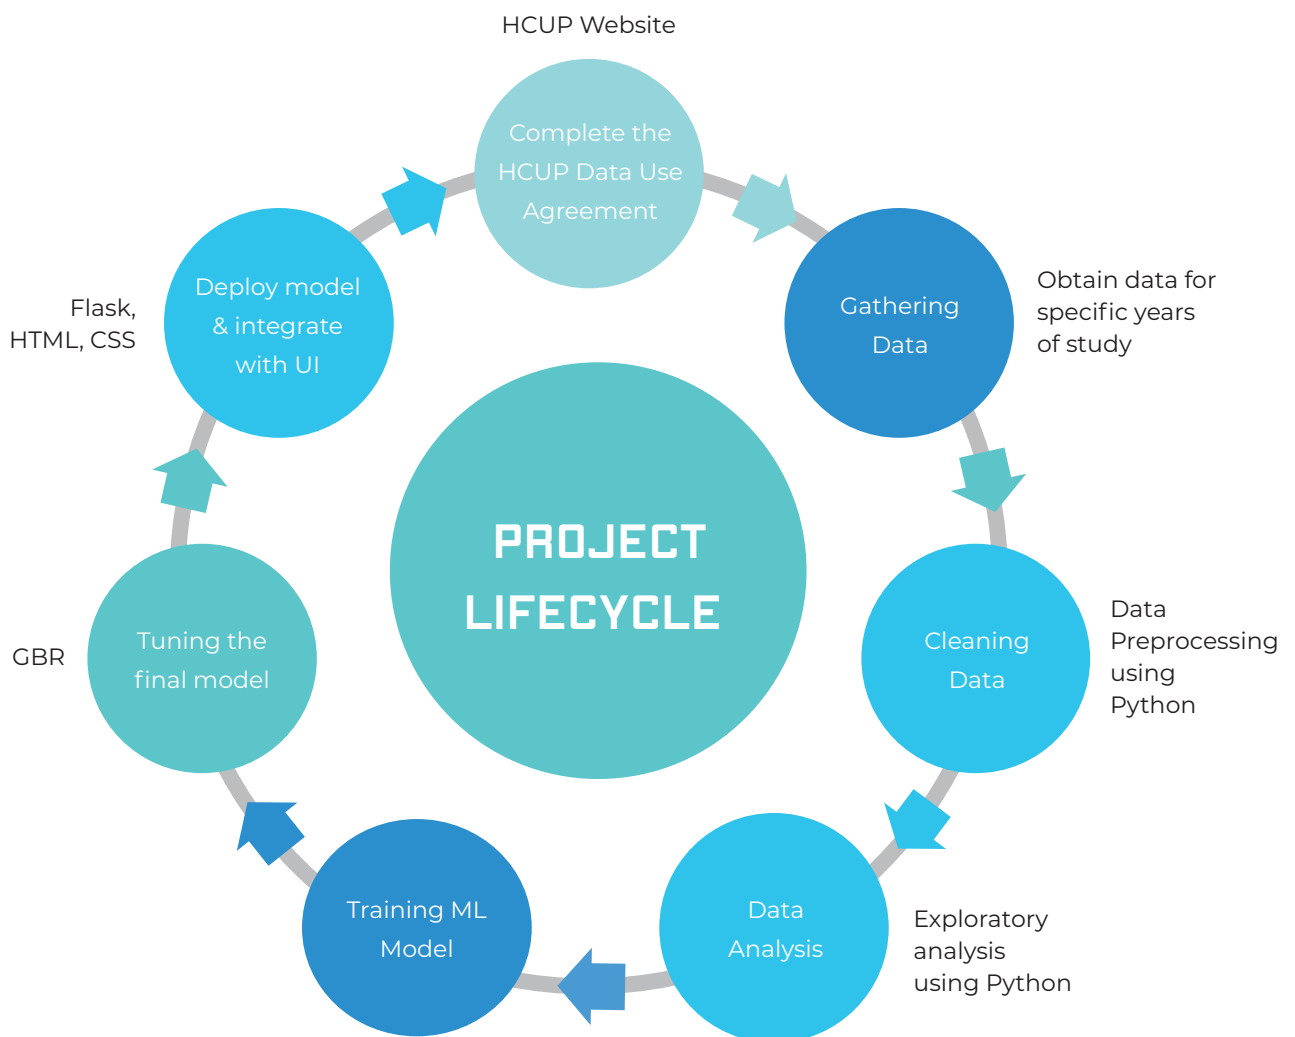 HCUP Website
Complete the
HCUP Data Use
Agreement
Gathering
Data
Obtain data for
specific years
of study
Cleaning
Data
Data
Preprocessing
using
Python
Data
Analysis
Exploratory
analysis
using Python
Training ML
Model
Tuning the
final model
GBR
Deploy model
& integrate
with UI
Flask,
HTML, CSS
PROJECT
LIFECYCLE